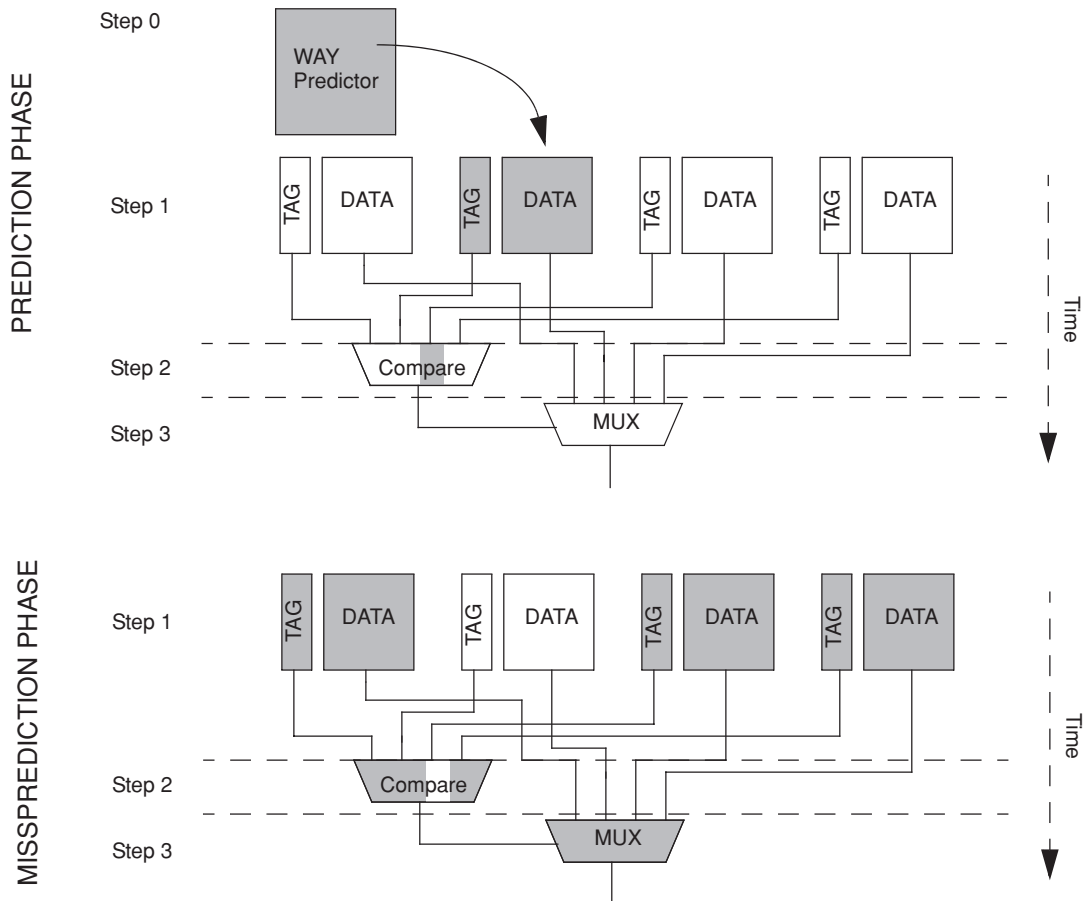 PREDICTION PHASE
Step 0
WAY
Predictor
Step 1
TAG
DATA
TAG
DATA
TAG
DATA
TAG
DATA
Time
Step 2
Compare
Step 3
MUX
MISSPREDICTION PHASE
Step 1
TAG
DATA
TAG
DATA
TAG
DATA
TAG
DATA
Time
Step 2
Compare
Step 3
MUX